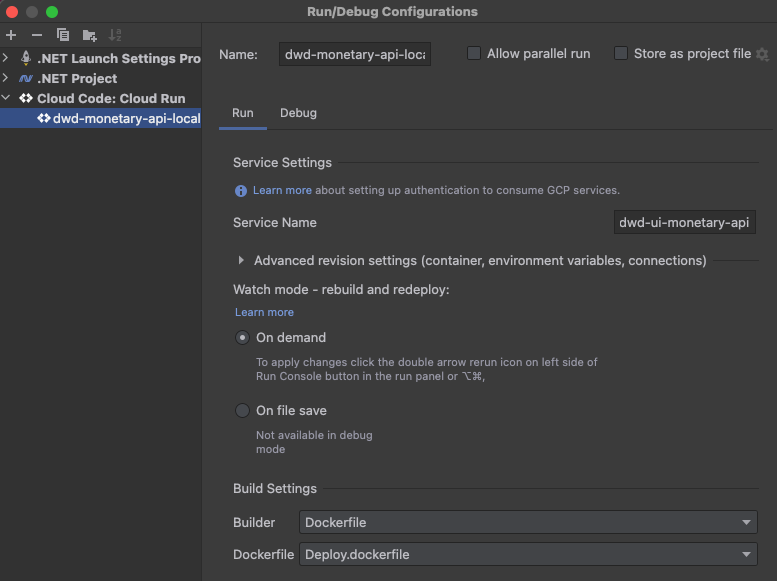 Run/Debug Configurations
.NET Launch Settings Pro
.NET Project
Cloud Code: Cloud Run
dwd-monetary-api-local
Name:
dwd-monetary-api-loca
Allow parallel run
Store as project file
Run
Debug
Service Settings
Learn more about setting up authentication to consume GCP services.
Service Name
dwd-ui-monetary-api
Advanced revision settings (container, environment variables, connections)
Watch mode - rebuild and redeploy:
Learn more
On demand
To apply changes click the double arrow rerun icon on left side of
Run Console button in the run panel or ⌥⌘,
On file save
Not available in debug
mode
Build Settings
Builder
Dockerfile
Dockerfile
Deploy.dockerfile